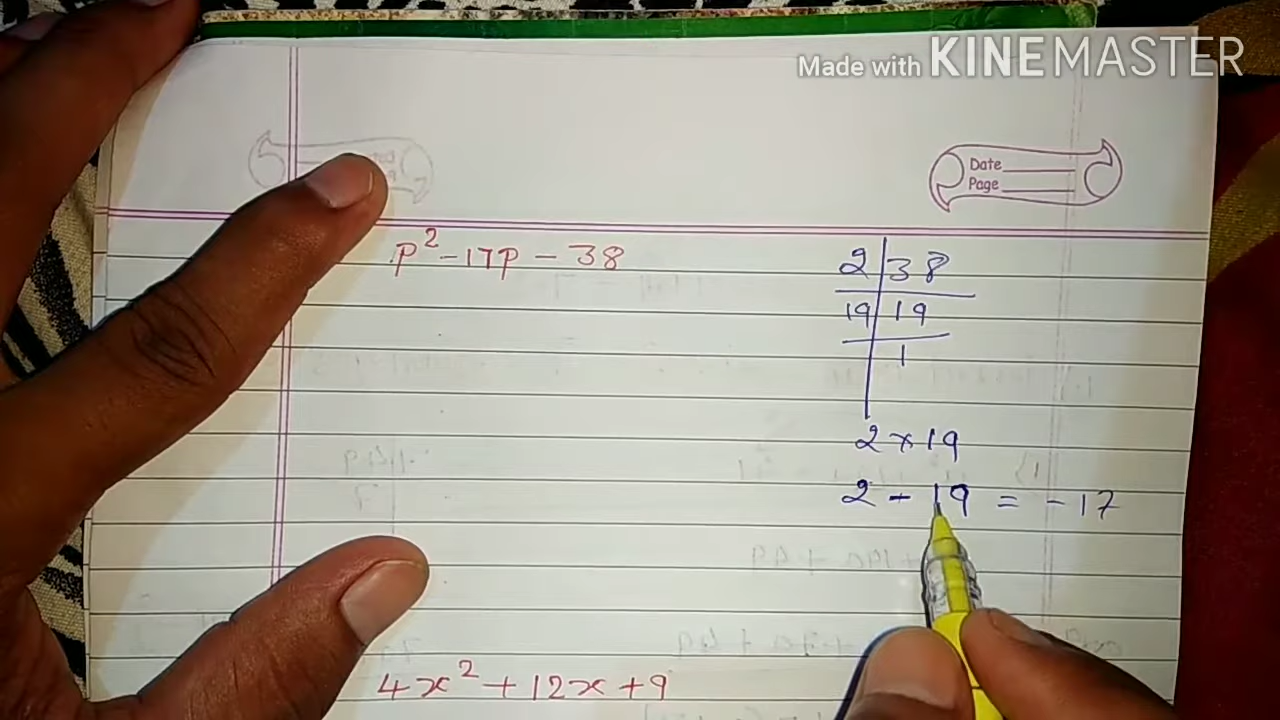 Made with KINEMASTER
Date
Page
p² - 17p - 38
2 | 38
19 | 19
1
2 × 19
2 - 19 = - 17
4x² + 12x + 9